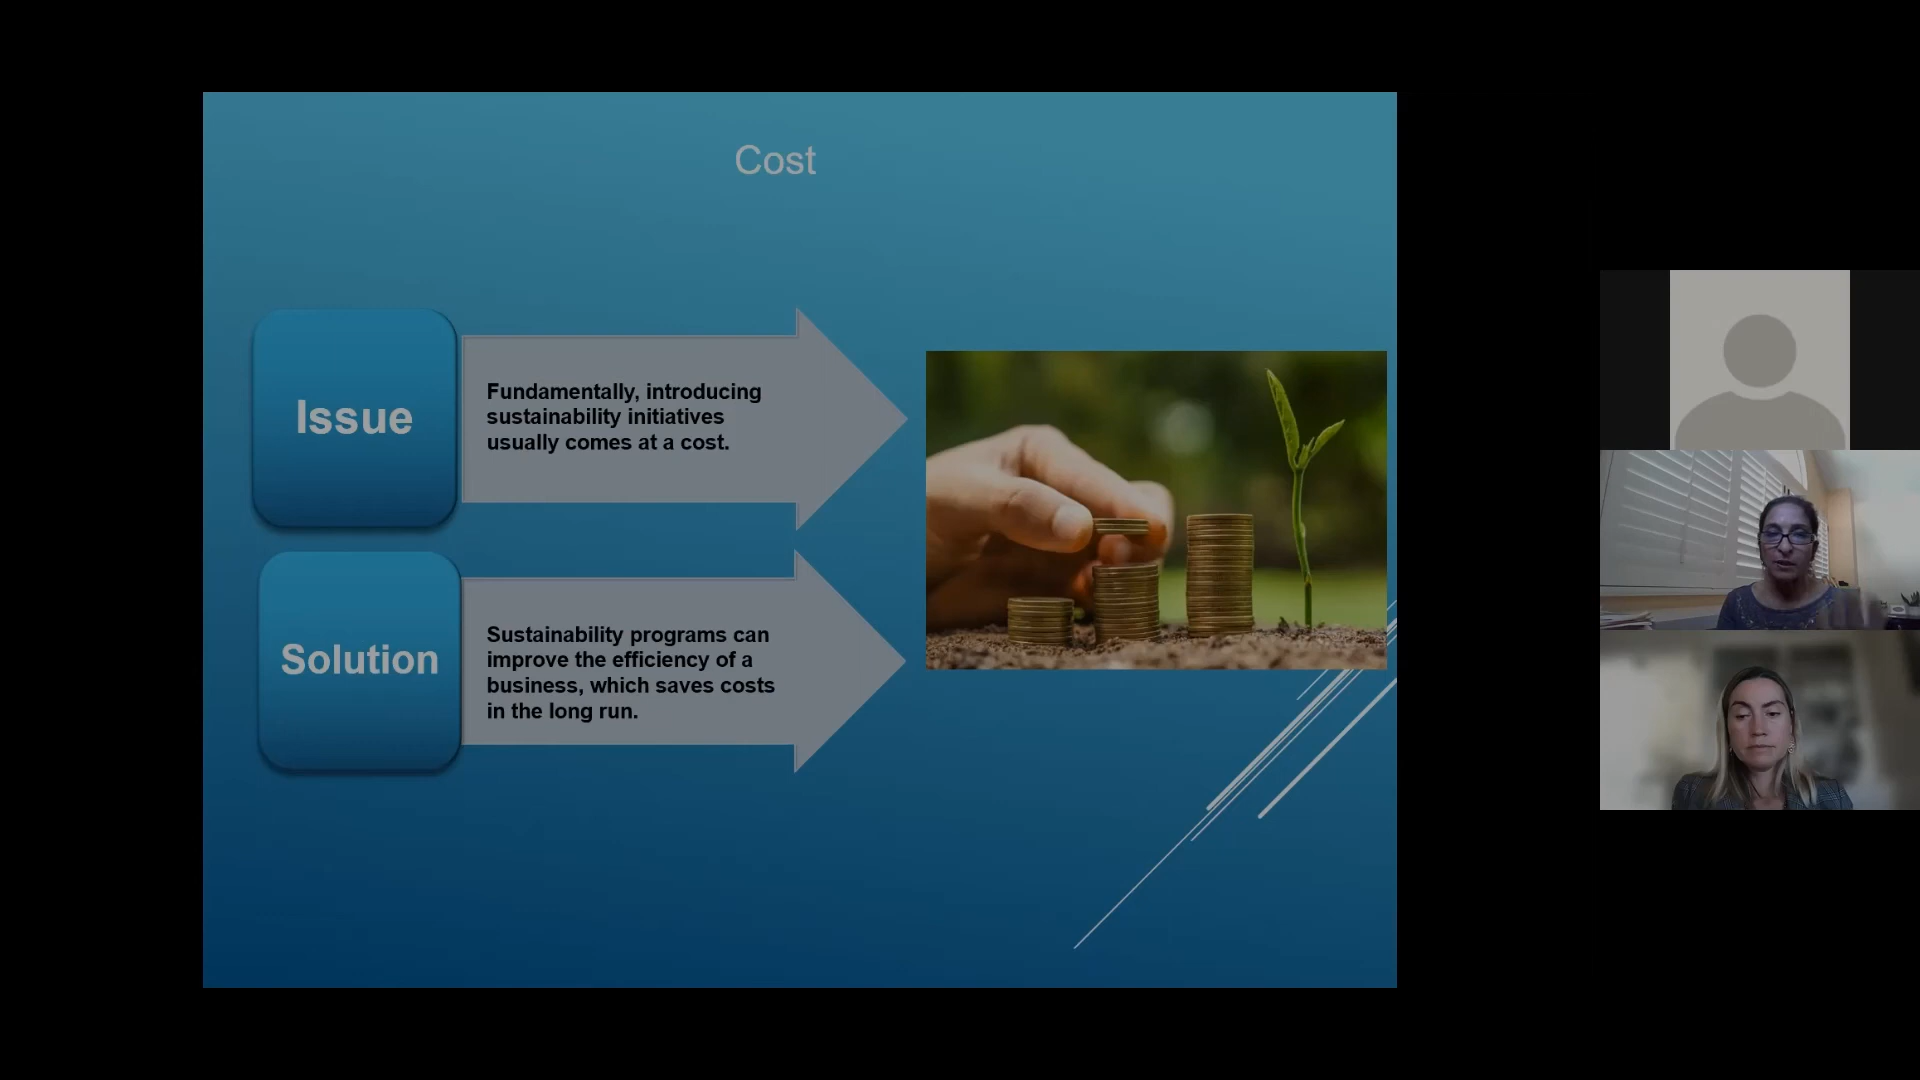 Cost
Issue
Fundamentally, introducing
sustainability initiatives
usually comes at a cost.
Solution
Sustainability programs can
improve the efficiency of a
business, which saves costs
in the long run.